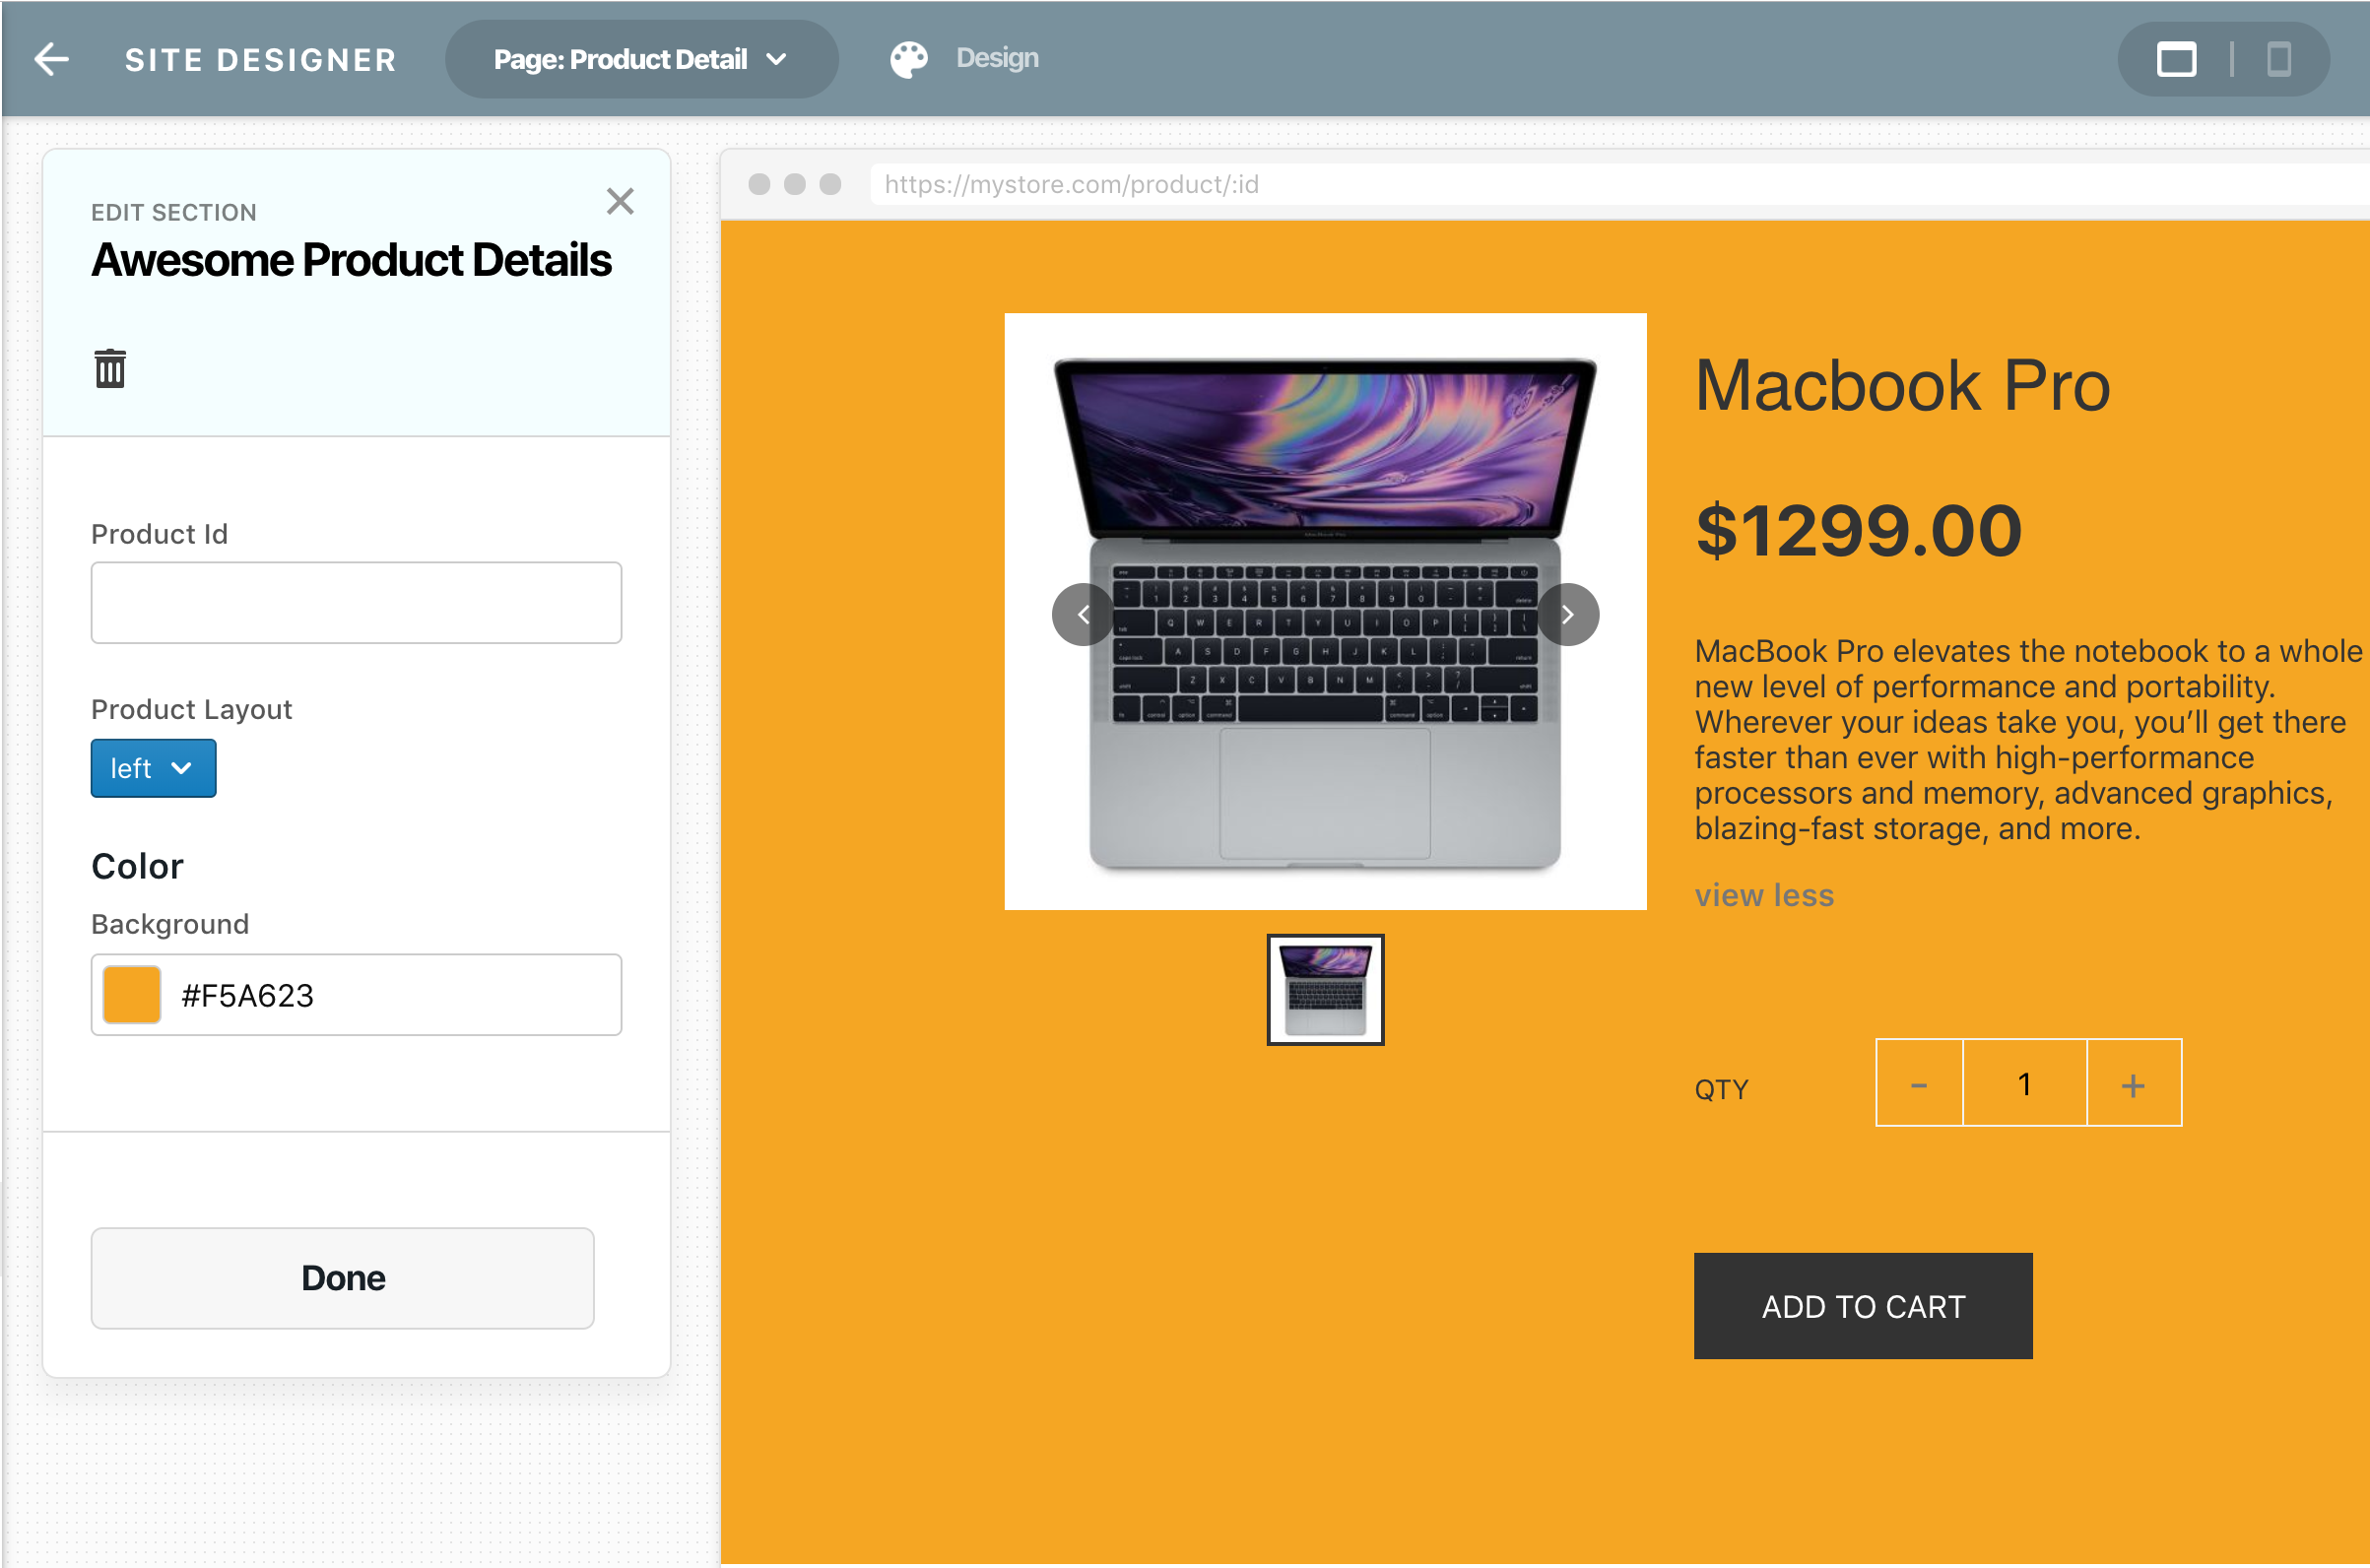 SITE DESIGNER
Page: Product Detail
Design
EDIT SECTION
Awesome Product Details
Product Id
Product Layout
left
Color
Background
#F5A623
Done
https://mystore.com/product/:id
Macbook Pro
$1299.00
MacBook Pro elevates the notebook to a whole
new level of performance and portability.
Wherever your ideas take you, you’ll get there
faster than ever with high-performance
processors and memory, advanced graphics,
blazing-fast storage, and more.
view less
QTY
- 1 +
ADD TO CART